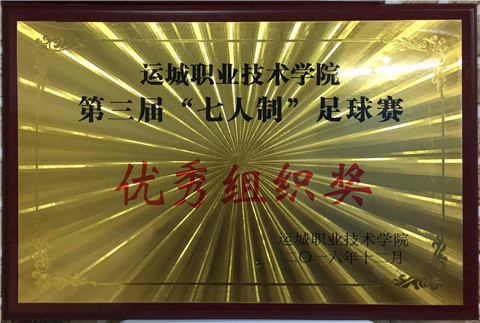 运城职业技术学院
第三届“七人制”足球赛
优秀组织奖
运城职业技术学院
二〇一六年十二月